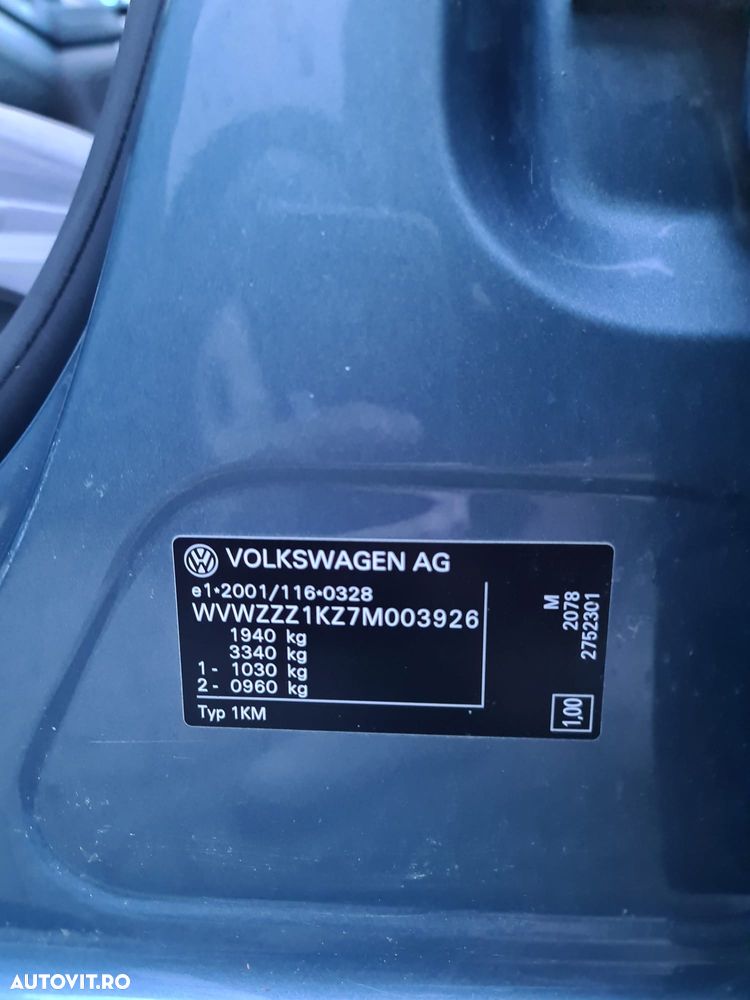 VOLKSWAGEN AG
e1*2001/116*0328
WVWZZZ1KZ7M003926
1940 kg
3340 kg
1 - 1030 kg
2 - 0960 kg
Typ 1KM
M
2078
2752301
1,00
AUTOVIT.RO